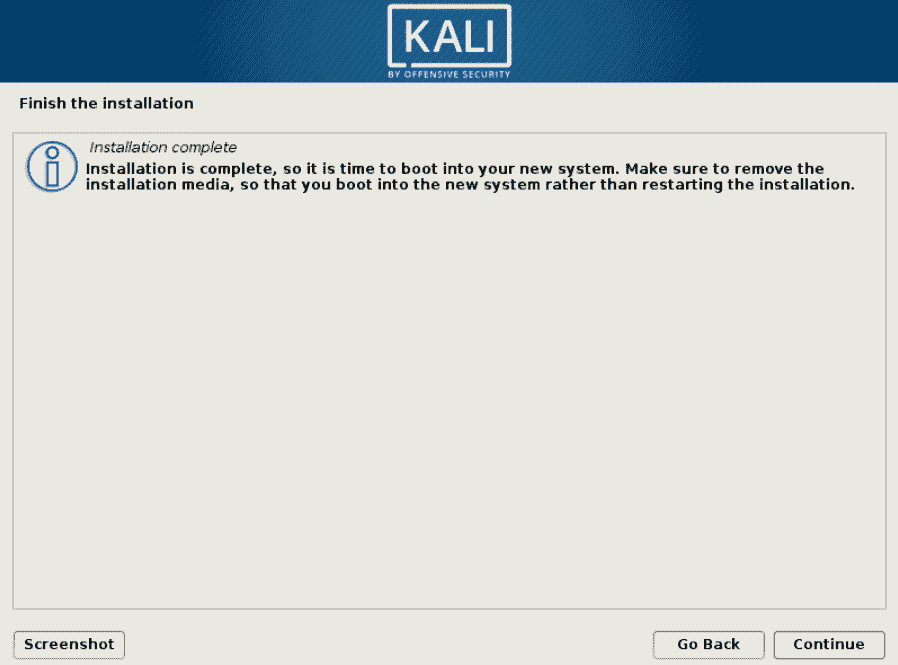 KALI
BY OFFENSIVE SECURITY
Finish the installation
Installation complete
Installation is complete, so it is time to boot into your new system. Make sure to remove the
installation media, so that you boot into the new system rather than restarting the installation.
Screenshot
Go Back
Continue